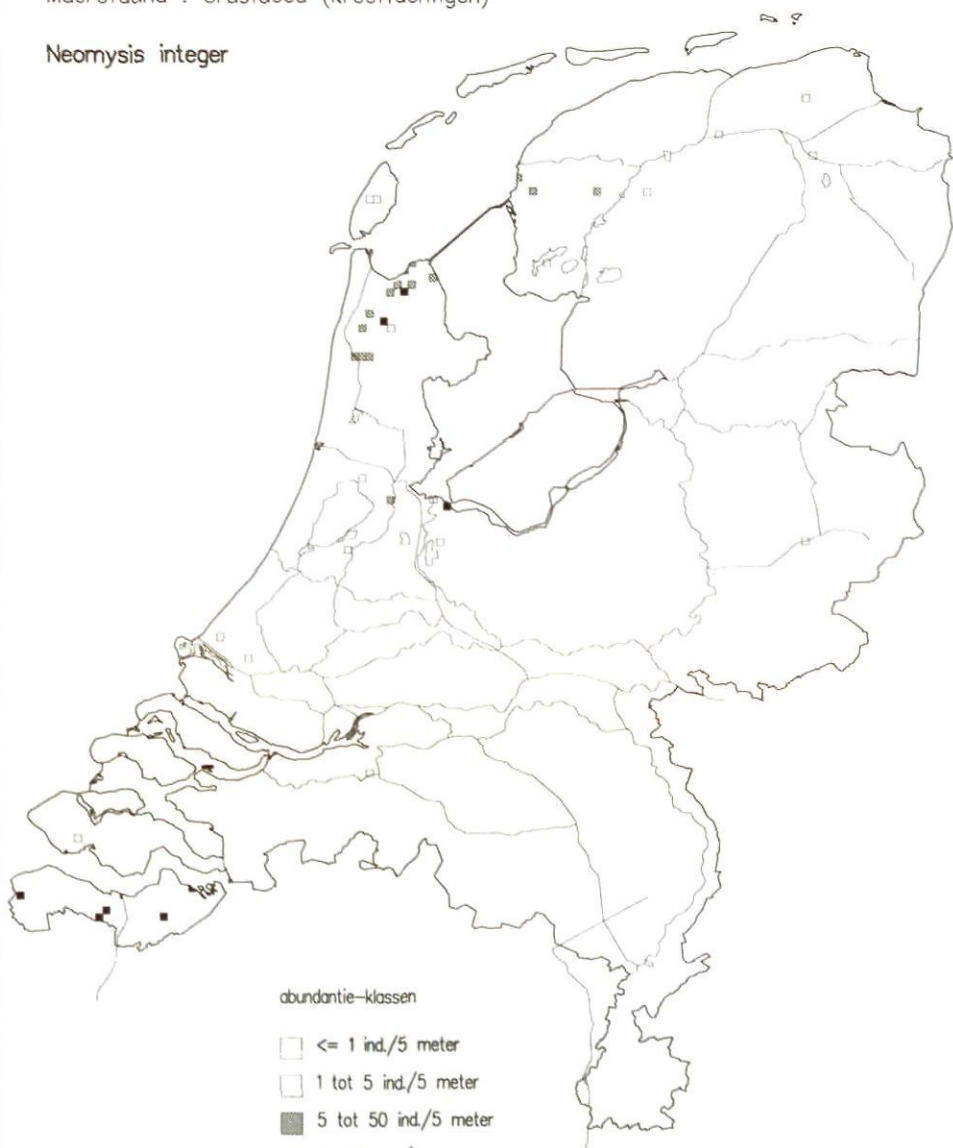 Neomysis integer
abundantie-klassen
<= 1 ind./5 meter
1 tot 5 ind./5 meter
5 tot 50 ind./5 meter